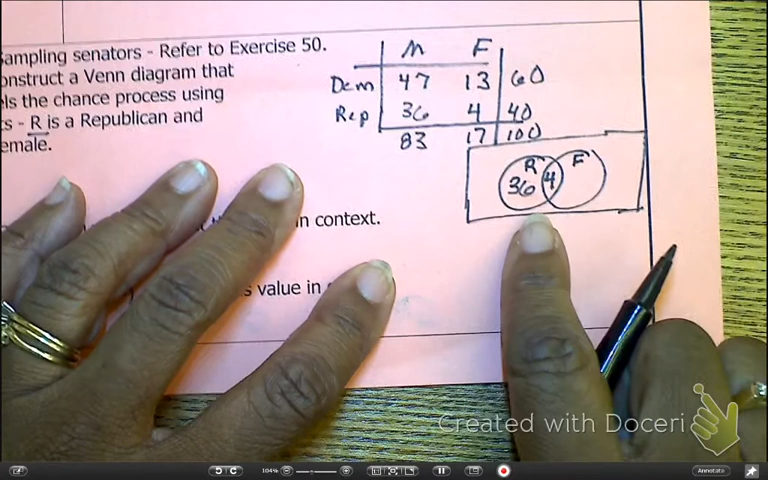 Sampling senators - Refer to Exercise 50.
onstruct a Venn diagram that
els the chance process using
ts - R is a Republican and
emale.
M F
Dem 47 13 60
Rep 36 4 40
83 17 100
R F
36 4
n context.
s value in
Created with Doceri
104%
Annotate